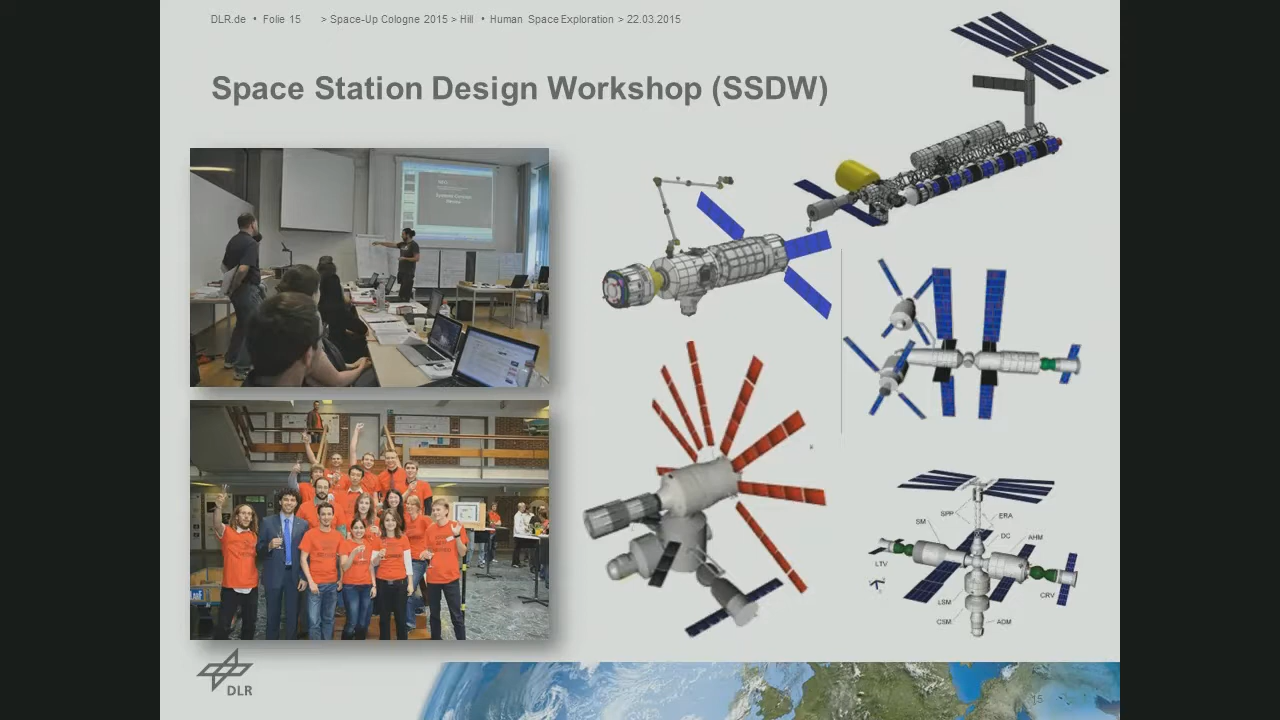 DLR.de • Folie 15 > Space-Up Cologne 2015 > Hill • Human Space Exploration > 22.03.2015
Space Station Design Workshop (SSDW)
SPP
ERA
SM
DC
AHM
LTV
CRV
LSM
CSM
ADM
DLR
15